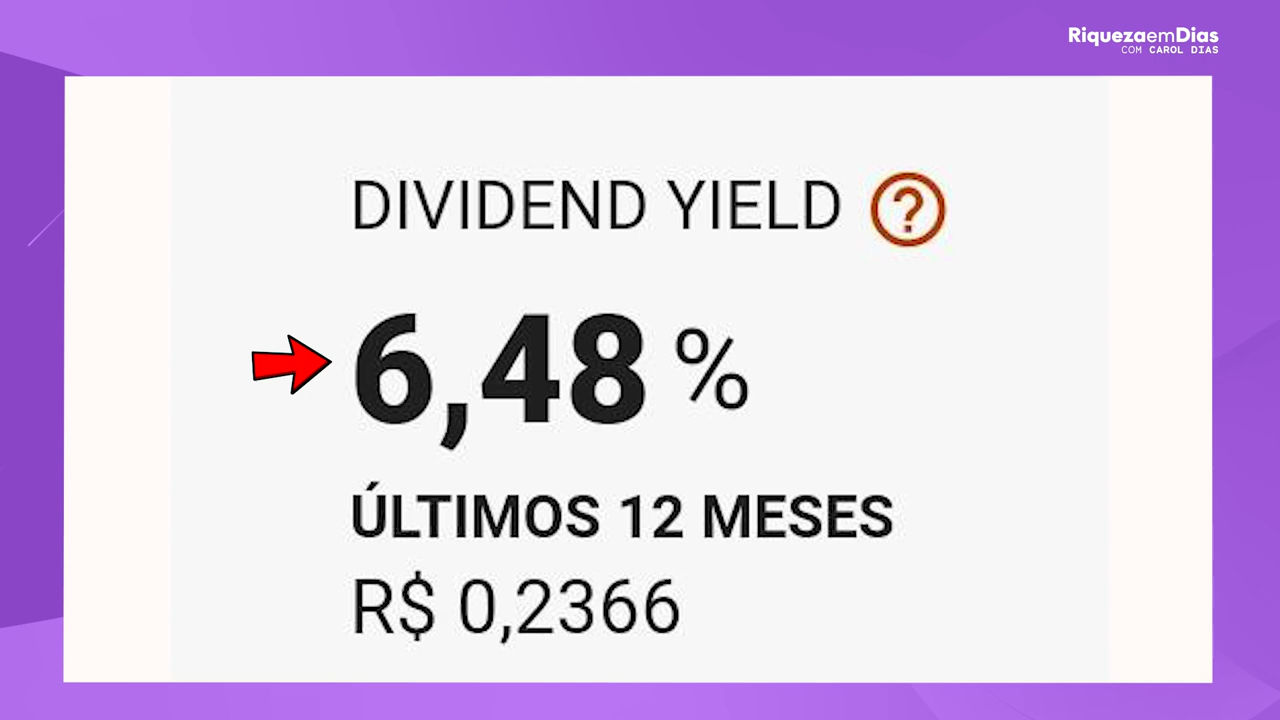 RiquezaemDias
COM CAROL DIAS
DIVIDEND YIELD ?
6,48 %
ÚLTIMOS 12 MESES
R$ 0,2366